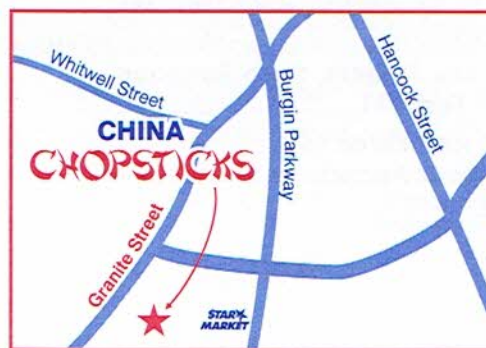 Whitwell Street
CHINA
CHOPSTICKS
Burgin Parkway
Hancock Street
Granite Street
STAR
MARKET